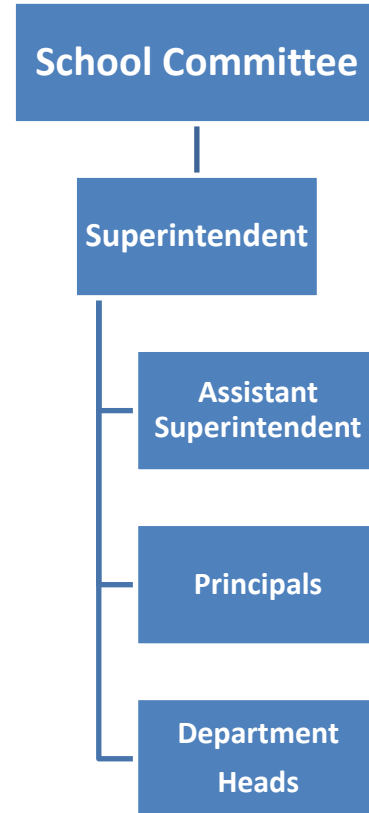 School Committee
Superintendent
Assistant
Superintendent
Principals
Department
Heads